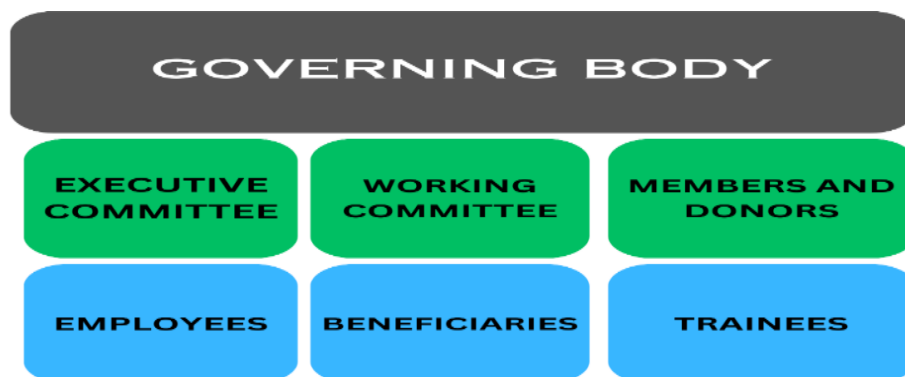 GOVERNING BODY
EXECUTIVE
COMMITTEE
WORKING
COMMITTEE
MEMBERS AND
DONORS
EMPLOYEES
BENEFICIARIES
TRAINEES